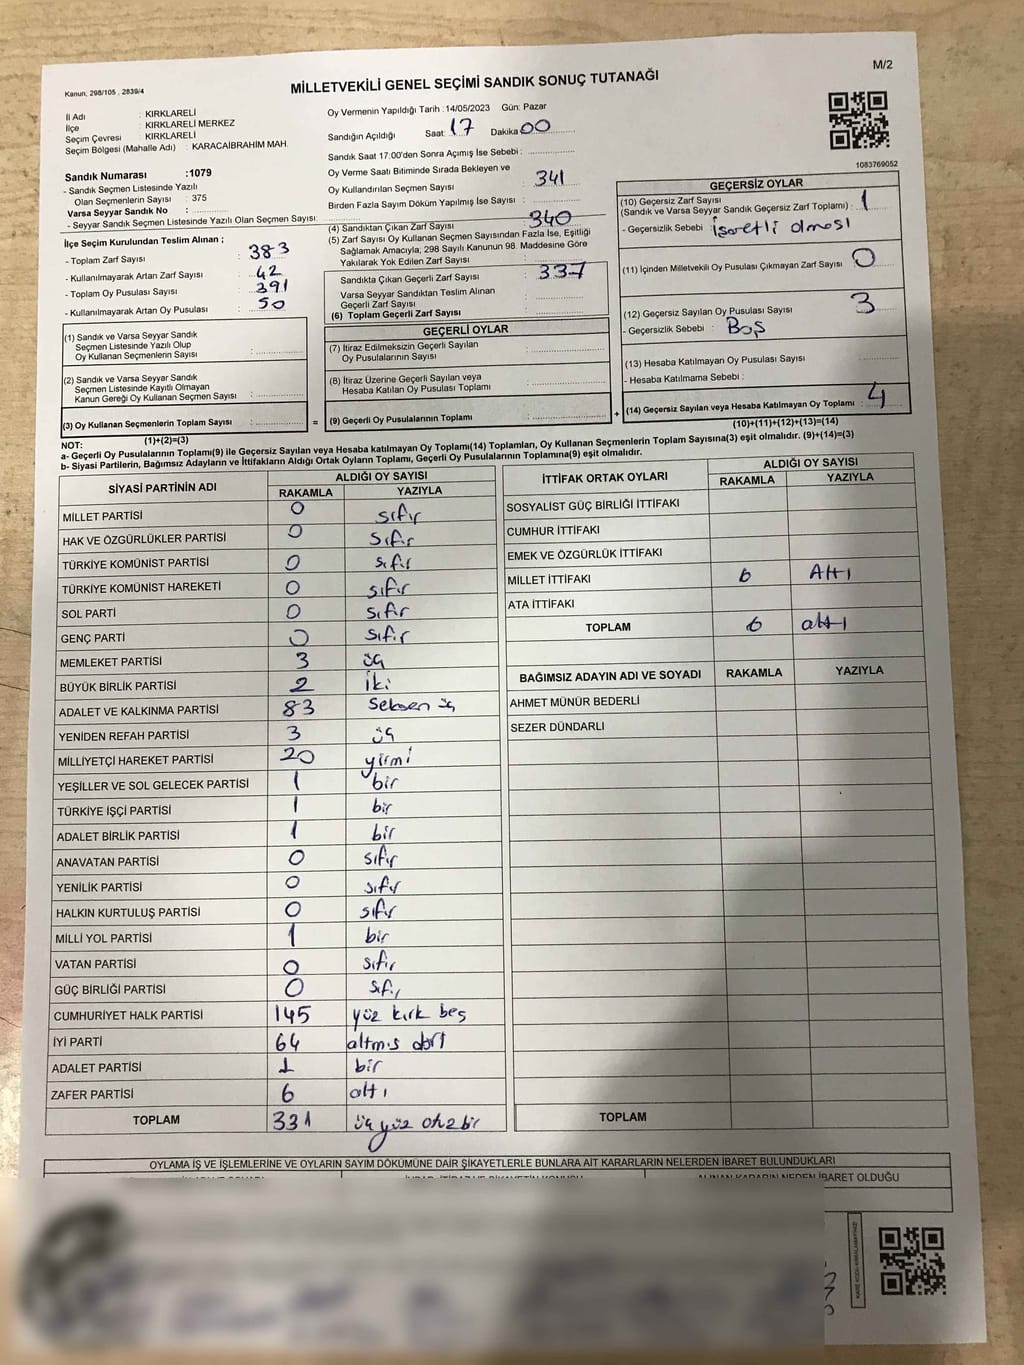 M/2
Kanun, 298/105 , 2839/4
MİLLETVEKİLİ GENEL SEÇİMİ SANDIK SONUÇ TUTANAĞI
İl Adı : KIRKLARELİ
İlçe : KIRKLARELİ MERKEZ
Seçim Çevresi : KIRKLARELİ
Seçim Bölgesi (Mahalle Adı) : KARACAİBRAHİM MAH.
Sandık Numarası :1079
- Sandık Seçmen Listesinde Yazılı
Olan Seçmenlerin Sayısı : 375
Varsa Seyyar Sandık No :
- Seyyar Sandık Seçmen Listesinde Yazılı Olan Seçmen Sayısı:
Oy Vermenin Yapıldığı Tarih :14/05/2023 Gün: Pazar
Sandığın Açıldığı Saat: 17 Dakika 00
Sandık Saat 17:00'den Sonra Açımış İse Sebebi :
Oy Verme Saati Bitiminde Sırada Bekleyen ve
Oy Kullandırılan Seçmen Sayısı : 341
Birden Fazla Sayım Döküm Yapılmış İse Sayısı :
1083769052
İlçe Seçim Kurulundan Teslim Alınan ;
- Toplam Zarf Sayısı : 383
- Kullanılmayarak Artan Zarf Sayısı : 42
- Toplam Oy Pusulası Sayısı : 391
- Kullanılmayarak Artan Oy Pusulası : 50
(4) Sandıktan Çıkan Zarf Sayısı : 340
(5) Zarf Sayısı Oy Kullanan Seçmen Sayısından Fazla İse, Eşitliği
Sağlamak Amacıyla, 298 Sayılı Kanunun 98. Maddesine Göre
Yakılarak Yok Edilen Zarf Sayısı :
Sandıkta Çıkan Geçerli Zarf Sayısı : 337
Varsa Seyyar Sandıktan Teslim Alınan
Geçerli Zarf Sayısı :
(6) Toplam Geçerli Zarf Sayısı :
GEÇERSİZ OYLAR
(10) Geçersiz Zarf Sayısı
(Sandık ve Varsa Seyyar Sandık Geçersiz Zarf Toplamı) : 1
- Geçersizlik Sebebi : İşaretli olması
(11) İçinden Milletvekili Oy Pusulası Çıkmayan Zarf Sayısı : 0
(12) Geçersiz Sayılan Oy Pusulası Sayısı : 3
- Geçersizlik Sebebi : Boş
(13) Hesaba Katılmayan Oy Pusulası Sayısı :
- Hesaba Katılmama Sebebi :
(14) Geçersiz Sayılan veya Hesaba Katılmayan Oy Toplamı : 4
(10)+(11)+(12)+(13)=(14)
(1) Sandık ve Varsa Seyyar Sandık
Seçmen Listesinde Yazılı Olup
Oy Kullanan Seçmenlerin Sayısı :
(2) Sandık ve Varsa Seyyar Sandık
Seçmen Listesinde Kayıtlı Olmayan
Kanun Gereği Oy Kullanan Seçmen Sayısı :
(3) Oy Kullanan Seçmenlerin Toplam Sayısı :
(1)+(2)=(3)
GEÇERLİ OYLAR
(7) İtiraz Edilmeksizin Geçerli Sayılan
Oy Pusulalarının Sayısı :
(8) İtiraz Üzerine Geçerli Sayılan veya
Hesaba Katılan Oy Pusulası Toplamı :
= (9) Geçerli Oy Pusulalarının Toplamı : +
NOT:
a- Geçerli Oy Pusulalarının Toplamı(9) ile Geçersiz Sayılan veya Hesaba katılmayan Oy Toplamı(14) Toplamları, Oy Kullanan Seçmenlerin Toplam Sayısına(3) eşit olmalıdır. (9)+(14)=(3)
b- Siyasi Partilerin, Bağımsız Adayların ve İttifakların Aldığı Ortak Oyların Toplamı, Geçerli Oy Pusulalarının Toplamına(9) eşit olmalıdır.
SİYASİ PARTİNİN ADI ALDIĞI OY SAYISI
RAKAMLA YAZIYLA
MİLLET PARTİSİ 0 sıfır
HAK VE ÖZGÜRLÜKLER PARTİSİ 0 sıfır
TÜRKİYE KOMÜNİST PARTİSİ 0 sıfır
TÜRKİYE KOMÜNİST HAREKETİ 0 sıfır
SOL PARTİ 0 sıfır
GENÇ PARTİ 0 sıfır
MEMLEKET PARTİSİ 3 üç
BÜYÜK BİRLİK PARTİSİ 2 İki
ADALET VE KALKINMA PARTİSİ 83 Seksen üç
YENİDEN REFAH PARTİSİ 3 üç
MİLLİYETÇİ HAREKET PARTİSİ 20 yirmi
YEŞİLLER VE SOL GELECEK PARTİSİ 1 bir
TÜRKİYE İŞÇİ PARTİSİ 1 bir
ADALET BİRLİK PARTİSİ 1 bir
ANAVATAN PARTİSİ 0 sıfır
YENİLİK PARTİSİ 0 sıfır
HALKIN KURTULUŞ PARTİSİ 0 sıfır
MİLLİ YOL PARTİSİ 1 bir
VATAN PARTİSİ 0 sıfır
GÜÇ BİRLİĞİ PARTİSİ 0 sıfır
CUMHURİYET HALK PARTİSİ 145 yüz kırk beş
İYİ PARTİ 64 altmış dört
ADALET PARTİSİ 1 bir
ZAFER PARTİSİ 6 altı
TOPLAM 331 üç yüz otuz bir
İTTİFAK ORTAK OYLARI ALDIĞI OY SAYISI
RAKAMLA YAZIYLA
SOSYALİST GÜÇ BİRLİĞİ İTTİFAKI
CUMHUR İTTİFAKI
EMEK VE ÖZGÜRLÜK İTTİFAKI
MİLLET İTTİFAKI 6 Altı
ATA İTTİFAKI
TOPLAM 6 altı
BAĞIMSIZ ADAYIN ADI VE SOYADI RAKAMLA YAZIYLA
AHMET MÜNÜR BEDERLİ
SEZER DÜNDARLI
TOPLAM
OYLAMA İŞ VE İŞLEMLERİNE VE OYLARIN SAYIM DÖKÜMÜNE DAİR ŞİKAYETLERLE BUNLARA AİT KARARLARIN NELERDEN İBARET BULUNDUKLARI
ALINAN KARARIN NEDEN İBARET OLDUĞU